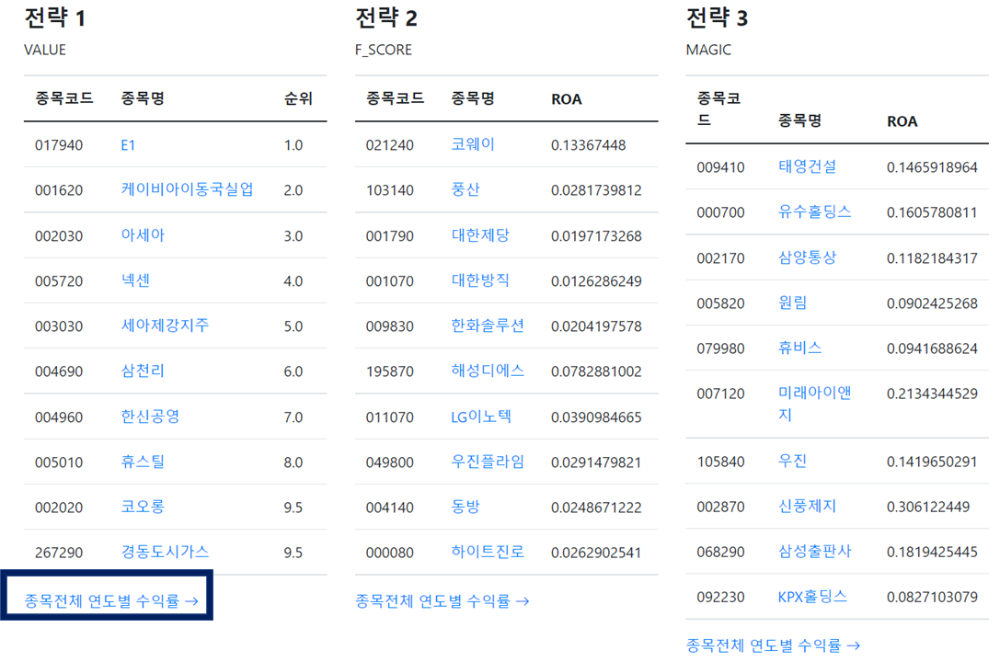 전략 1
VALUE
종목코드 종목명 순위
017940 E1 1.0
001620 케이비아이동국실업 2.0
002030 아세아 3.0
005720 넥센 4.0
003030 세아제강지주 5.0
004690 삼천리 6.0
004960 한신공영 7.0
005010 휴스틸 8.0
002020 코오롱 9.5
267290 경동도시가스 9.5
종목전체 연도별 수익률 →
전략 2
F_SCORE
종목코드 종목명 ROA
021240 코웨이 0.13367448
103140 풍산 0.0281739812
001790 대한제당 0.0197173268
001070 대한방직 0.0126286249
009830 한화솔루션 0.0204197578
195870 해성디에스 0.0782881002
011070 LG이노텍 0.0390984665
049800 우진플라임 0.0291479821
004140 동방 0.0248671222
000080 하이트진로 0.0262902541
종목전체 연도별 수익률 →
전략 3
MAGIC
종목코
드 종목명 ROA
009410 태영건설 0.1465918964
000700 유수홀딩스 0.1605780811
002170 삼양통상 0.1182184317
005820 원림 0.0902425268
079980 휴비스 0.0941688624
007120 미래아이앤 0.2134344529
지
105840 우진 0.1419650291
002870 신풍제지 0.306122449
068290 삼성출판사 0.1819425445
092230 KPX홀딩스 0.0827103079
종목전체 연도별 수익률 →